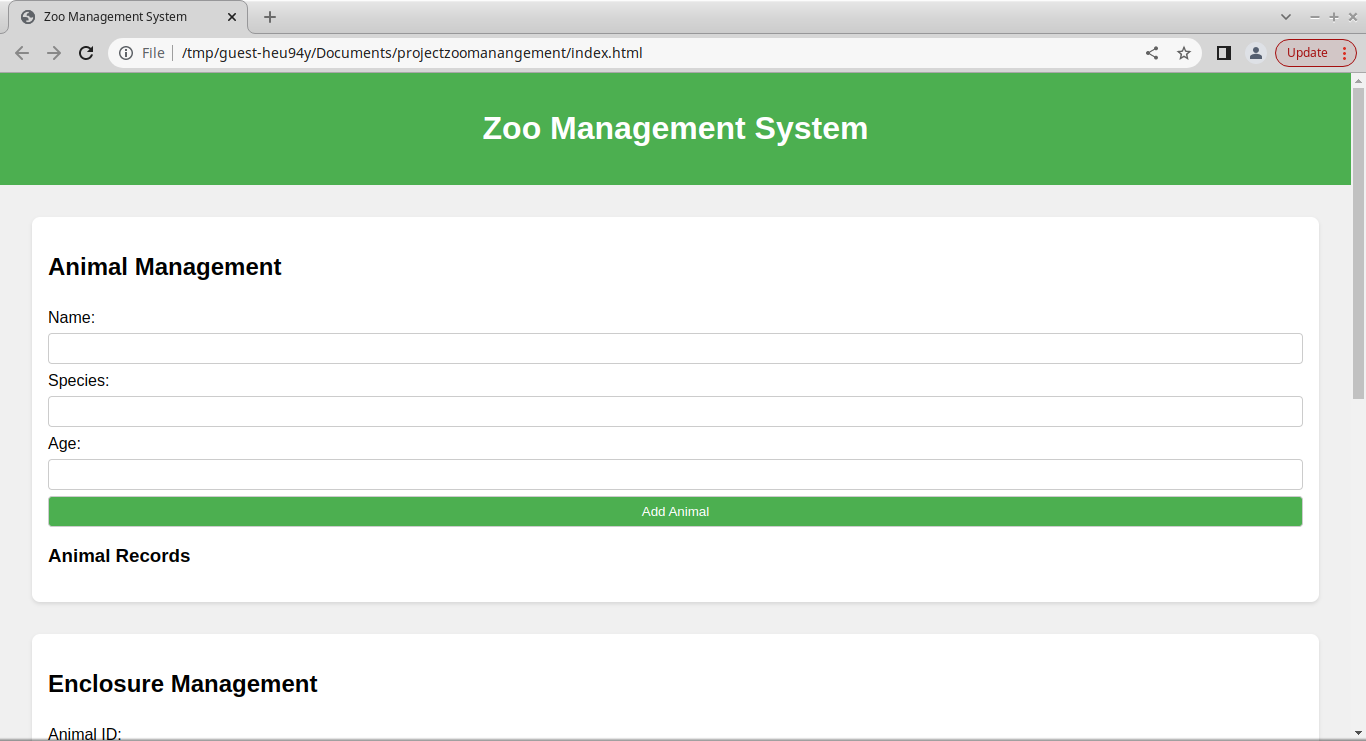 Zoo Management System
File
/tmp/guest-heu94y/Documents/projectzoomanangement/index.html
Update
Zoo Management System
Animal Management
Name:
Species:
Age:
Add Animal
Animal Records
Enclosure Management
Animal ID: